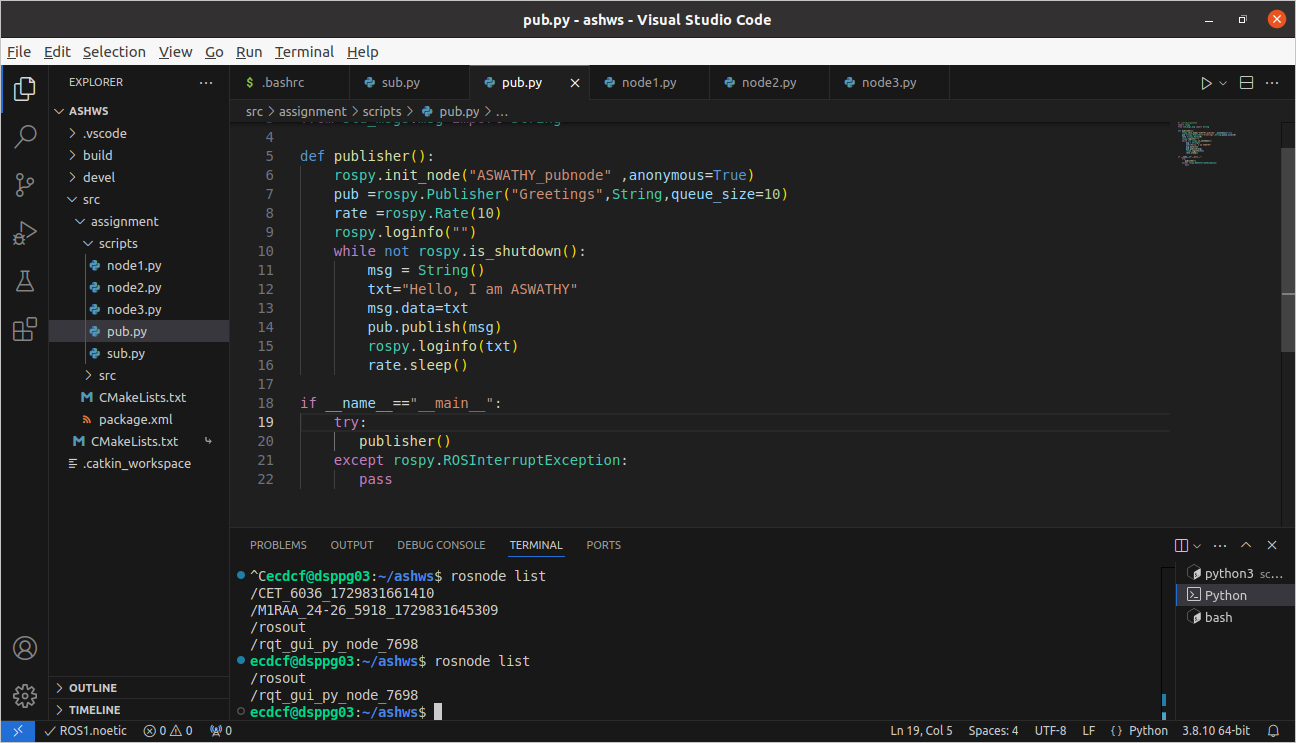 pub.py - ashws - Visual Studio Code
File Edit Selection View Go Run Terminal Help
EXPLORER
ASHWS
.vscode
build
devel
src
assignment
scripts
node1.py
node2.py
node3.py
pub.py
sub.py
src
CMakeLists.txt
package.xml
CMakeLists.txt
.catkin_workspace
OUTLINE
TIMELINE
$ .bashrc sub.py pub.py node1.py node2.py node3.py
src > assignment > scripts > pub.py > ...
4
5 def publisher():
6 rospy.init_node("ASWATHY_pubnode" ,anonymous=True)
7 pub =rospy.Publisher("Greetings",String,queue_size=10)
8 rate =rospy.Rate(10)
9 rospy.loginfo("")
10 while not rospy.is_shutdown():
11 msg = String()
12 txt="Hello, I am ASWATHY"
13 msg.data=txt
14 pub.publish(msg)
15 rospy.loginfo(txt)
16 rate.sleep()
17
18 if __name__=="__main__":
19 try:
20 publisher()
21 except rospy.ROSInterruptException:
22 pass
PROBLEMS OUTPUT DEBUG CONSOLE TERMINAL PORTS
^Cecdcf@dsppg03:~/ashws$ rosnode list
/CET_6036_1729831661410
/M1RAA_24-26_5918_1729831645309
/rosout
/rqt_gui_py_node_7698
ecdcf@dsppg03:~/ashws$ rosnode list
/rosout
/rqt_gui_py_node_7698
ecdcf@dsppg03:~/ashws$
python3 sc...
Python
bash
ROS1.noetic 0 0 0 Ln 19, Col 5 Spaces: 4 UTF-8 LF {} Python 3.8.10 64-bit